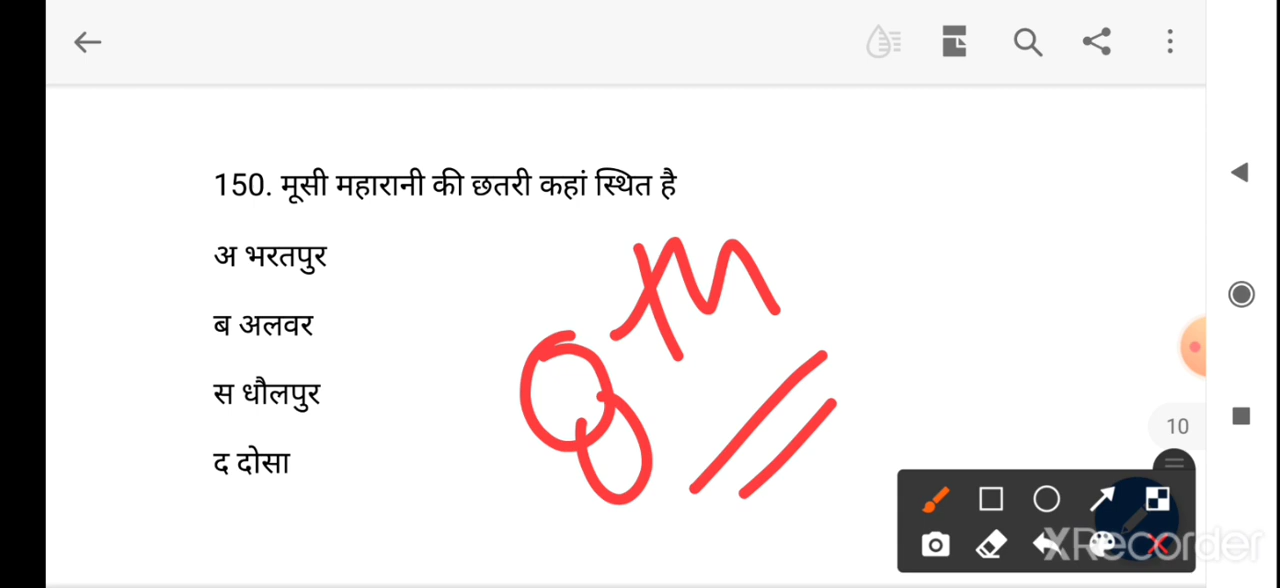 150. मूसी महारानी की छतरी कहां स्थित है
अ भरतपुर
ब अलवर
स धौलपुर
द दोसा
10
XRecorder